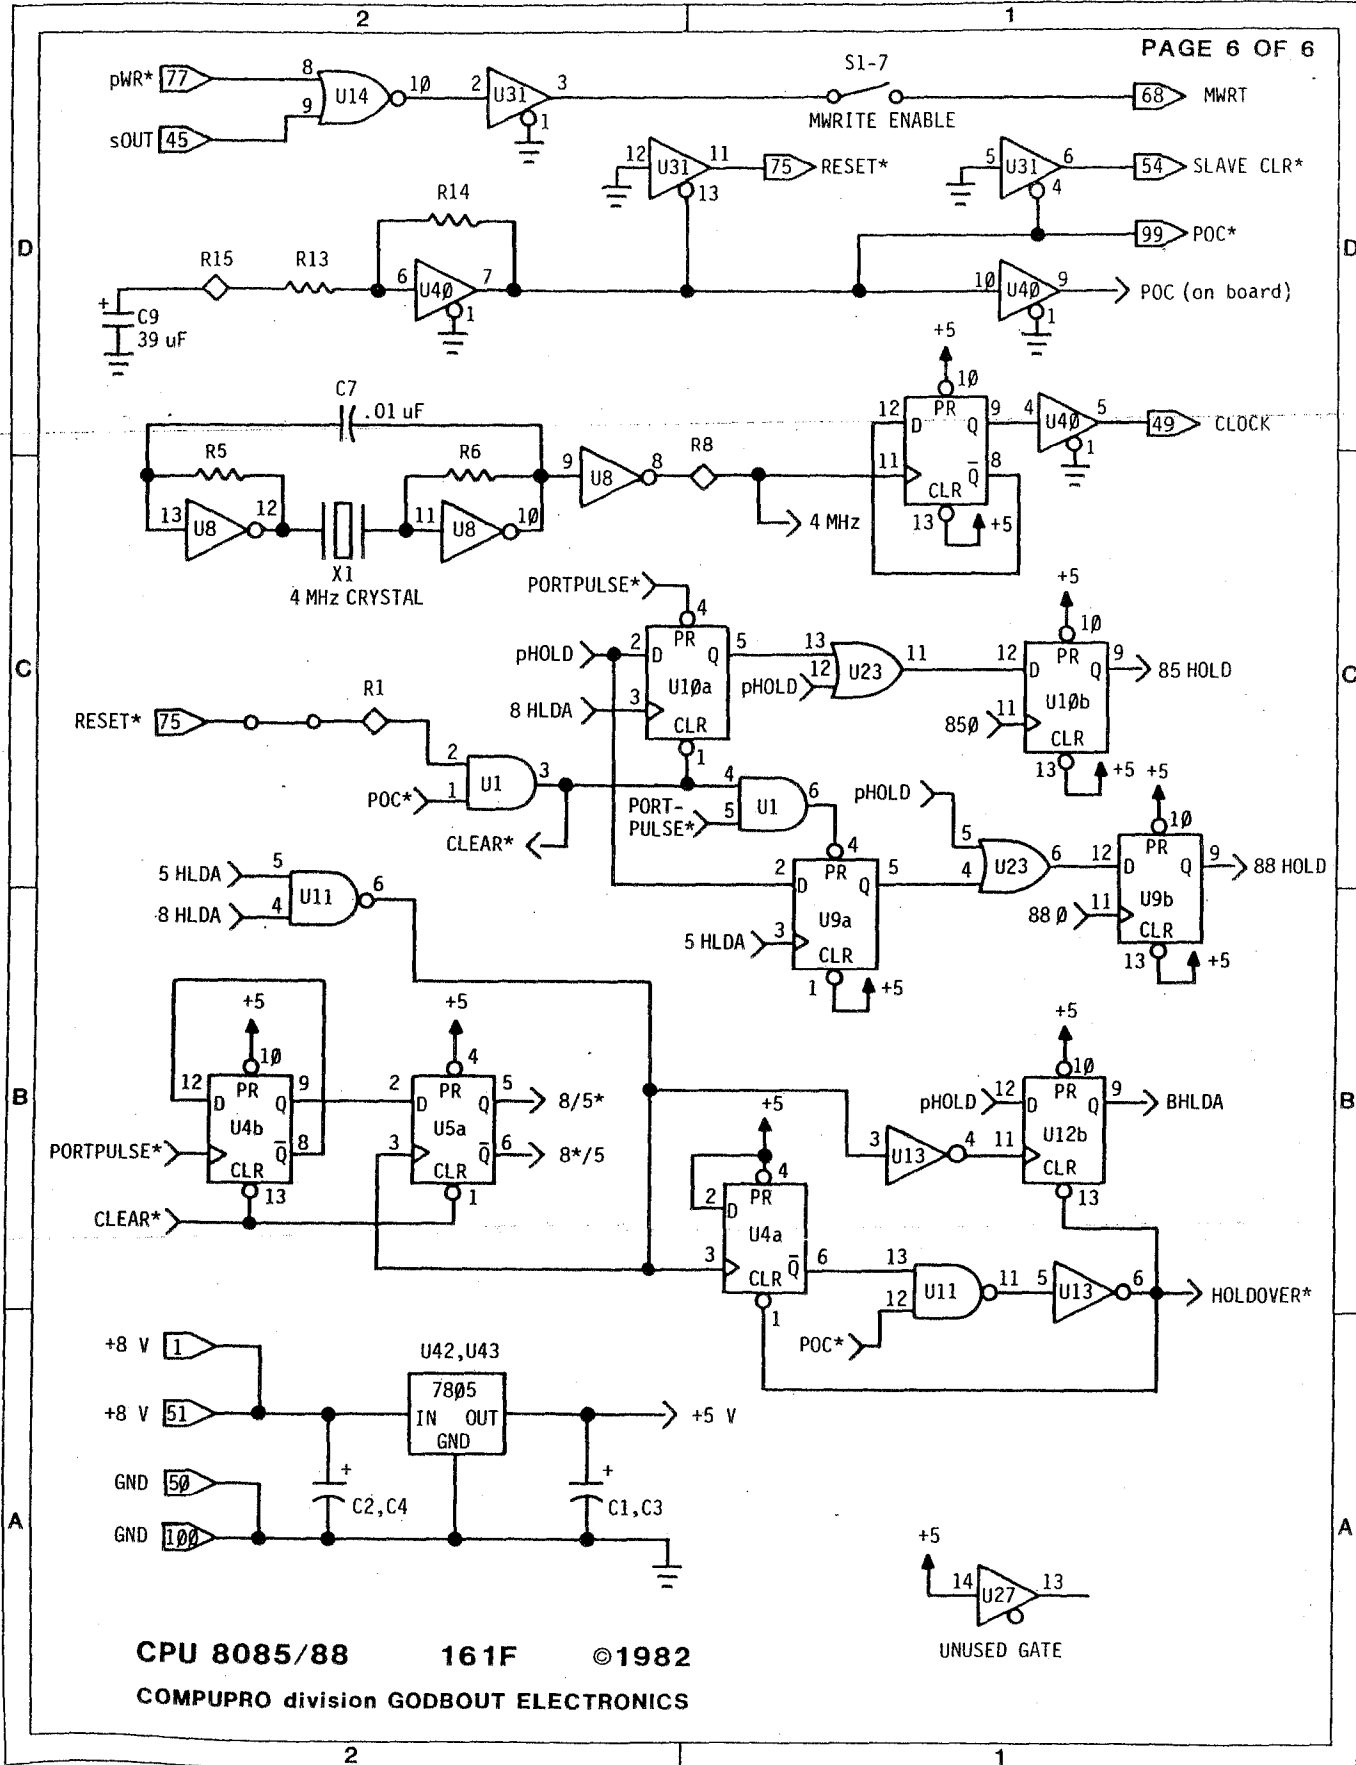 2 1
PAGE 6 OF 6
pWR* 77 8 U14 10 2 U31 3 1 S1-7 68 MWRT
sOUT 45 9 MWRITE ENABLE
12 U31 11 75 RESET* 13
5 U31 6 54 SLAVE CLR* 4
R14
D D
99 POC*
R15 R13 6 U4Ø 7 1 10 U4Ø 9 1 POC (on board)
+ C9
39 uF
+5
C7
.01 uF
R5 R6 R8
13 U8 12 X1 11 U8 1Ø 9 U8 8
4 MHz CRYSTAL
4 MHz
12 D 1Ø PR Q 9 4 U4Ø 5 1 49 CLOCK
11 CLR Q̅ 8
13 +5
PORTPULSE* 4
+5
pHOLD 2 D PR Q 5 13 U23 11 12 D 1Ø PR Q 9 85 HOLD
U1Øa pHOLD 12 U1Øb
8 HLDA 3 CLR 1 85Ø 11 CLR
13 +5
C C
R1
RESET* 75 2 U1 3 4 U1 6
POC* 1 PORT-
PULSE* 5
CLEAR*
+5
pHOLD 5 U23 6 12 D 1Ø PR Q 9 88 HOLD
2 D 4 PR Q 5 4 U9b
U9a 88 Ø 11 CLR
5 HLDA 3 CLR 13 +5
1 +5
5 HLDA 5 U11 6
8 HLDA 4
+5 +5 +5
12 D 1Ø PR Q 9 2 D 4 PR Q 5 8/5*
U4b U5a
PORTPULSE* CLR Q̅ 8 3 CLR Q̅ 6 8*/5
13 1
CLEAR*
B B
+5
pHOLD 12 D 1Ø PR Q 9 BHLDA
3 U13 4 11 U12b
CLR
13
2 D 4 PR
U4a
3 CLR Q̅ 6 13 U11 11 5 U13 6 HOLDOVER*
1 12
POC*
+8 V 1 U42,U43
7805
+8 V 51 IN OUT +5 V
GND
GND 50 + C2,C4 + C1,C3
GND 100
A A
+5
14 U27 13
UNUSED GATE
CPU 8085/88 161F ©1982
COMPUPRO division GODBOUT ELECTRONICS
2 1